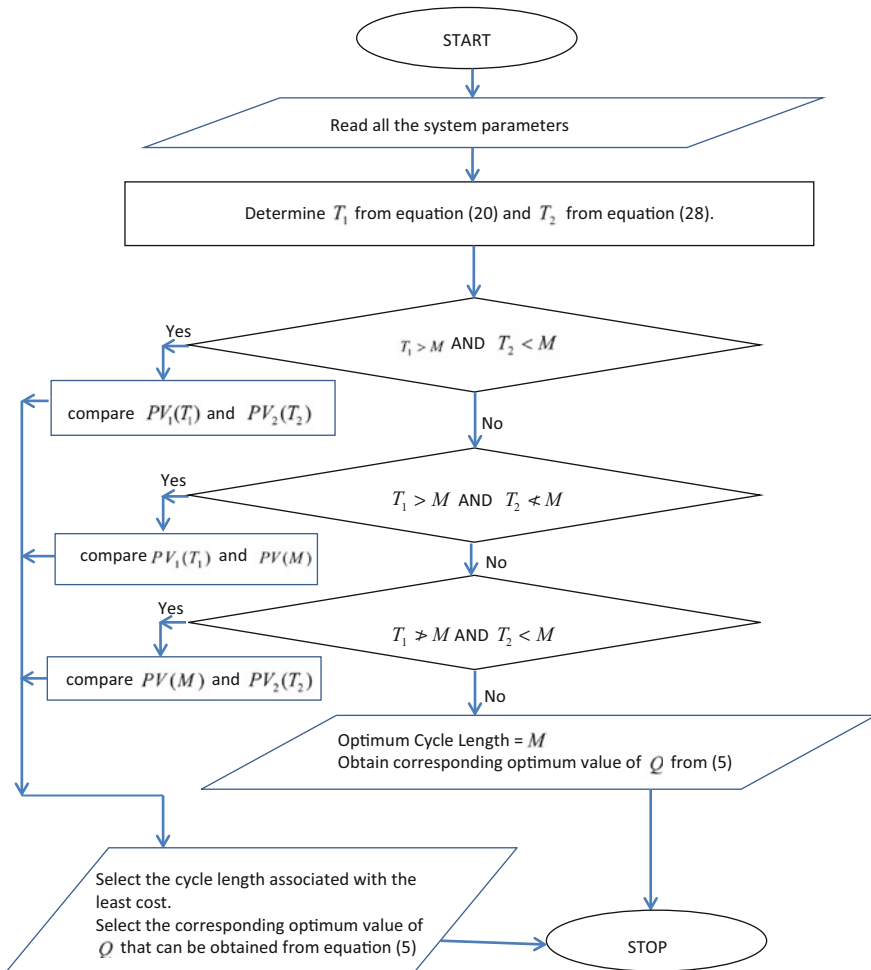 START
Read all the system parameters
Determine T₁ from equation (20) and T₂ from equation (28).
T₁ > M AND T₂ < M
Yes
compare PV₁(T₁) and PV₂(T₂)
No
T₁ > M AND T₂ ≮ M
Yes
compare PV₁(T₁) and PV(M)
No
T₁ ≯ M AND T₂ < M
Yes
compare PV(M) and PV₂(T₂)
No
Optimum Cycle Length = M
Obtain corresponding optimum value of Q from (5)
Select the cycle length associated with the
least cost.
Select the corresponding optimum value of
Q that can be obtained from equation (5)
STOP